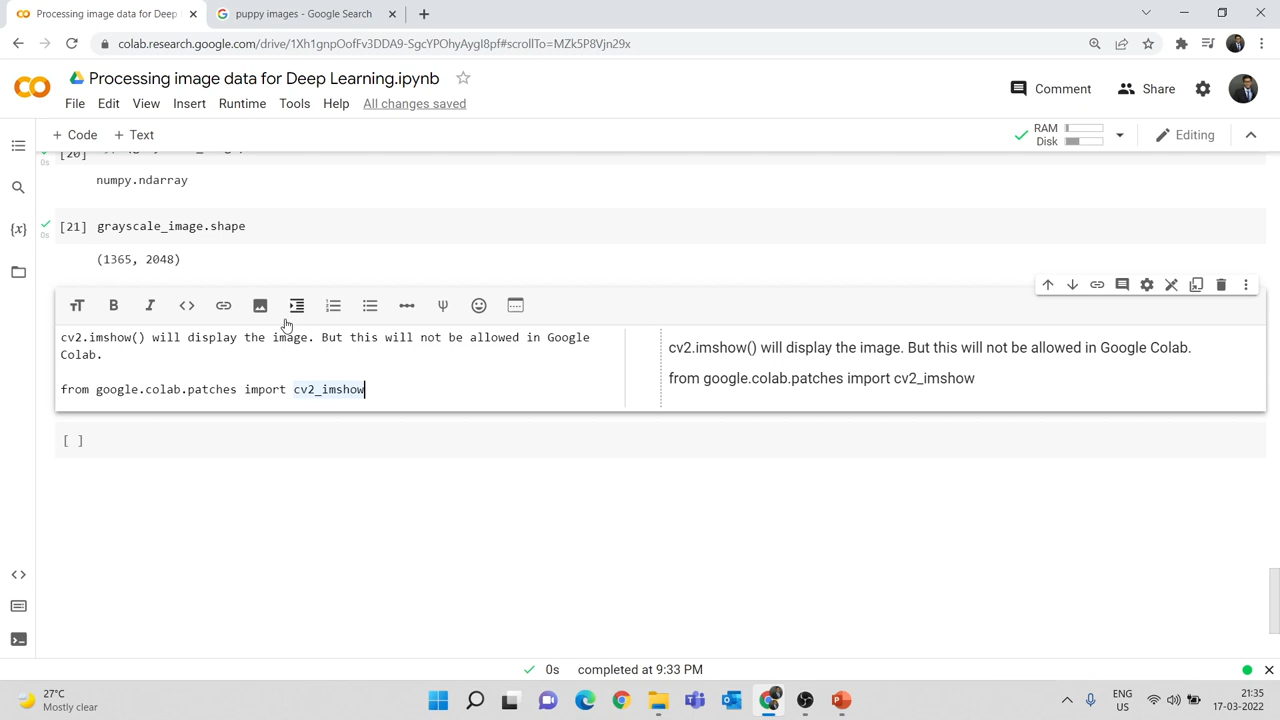 Processing image data for Deep L
puppy images - Google Search
colab.research.google.com/drive/1Xh1gnpOofFv3DDA9-SgcYPOhyAygI8pf#scrollTo=MZk5P8Vjn29x
Processing image data for Deep Learning.ipynb
Comment
Share
File Edit View Insert Runtime Tools Help All changes saved
+ Code + Text
RAM
Disk
Editing
[20]
0s
numpy.ndarray
[21] grayscale_image.shape
0s
(1365, 2048)
cv2.imshow() will display the image. But this will not be allowed in Google
Colab.
from google.colab.patches import cv2_imshow
cv2.imshow() will display the image. But this will not be allowed in Google Colab.
from google.colab.patches import cv2_imshow
[ ]
0s completed at 9:33 PM
27°C
Mostly clear
ENG
US
21:35
17-03-2022